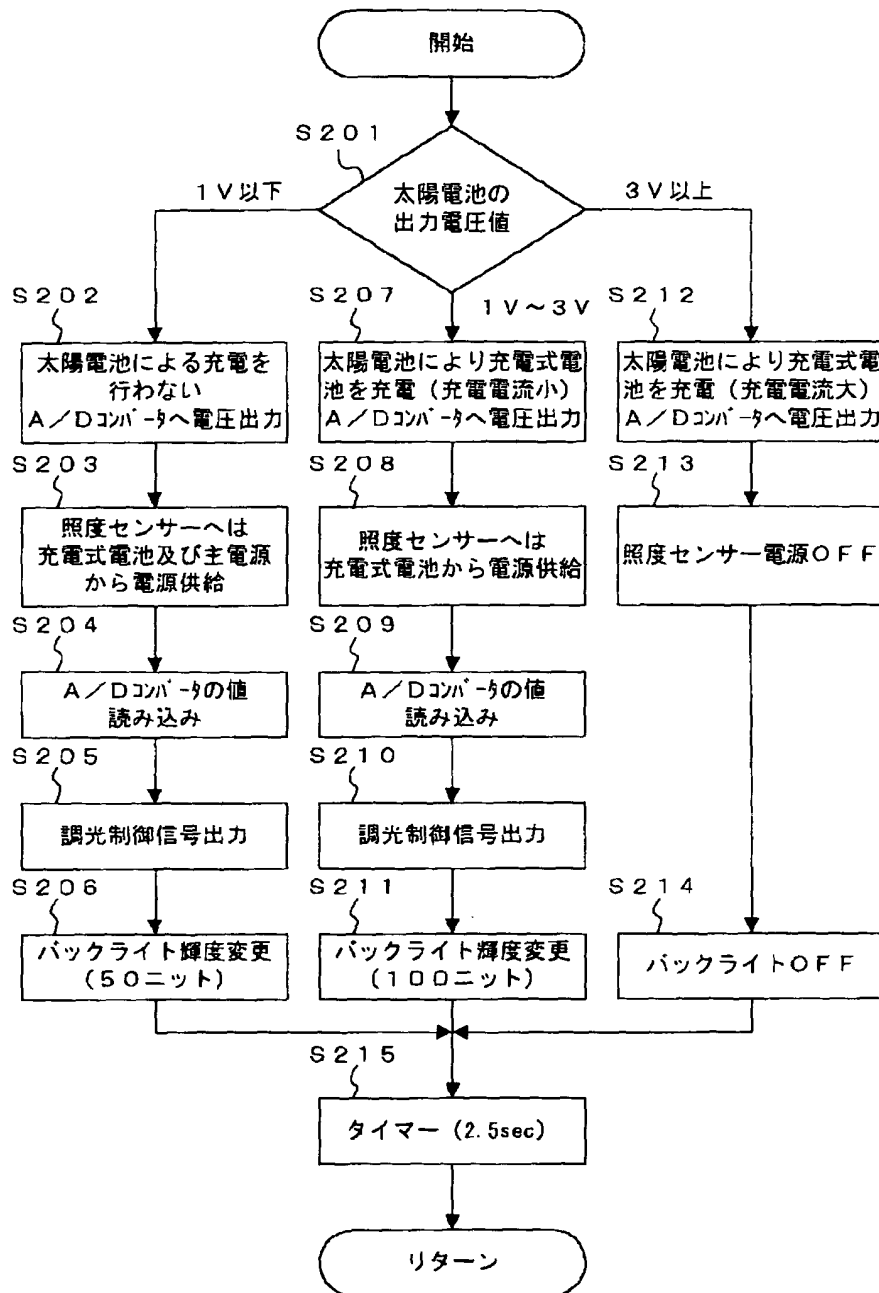 開始
S201
太陽電池の
出力電圧値
1V以下
3V以上
1V～3V
S202
太陽電池による充電を
行わない
A／Dコンバータへ電圧出力
S203
照度センサーへは
充電式電池及び主電源
から電源供給
S204
A／Dコンバータの値
読み込み
S205
調光制御信号出力
S206
バックライト輝度変更
(50ニット)
S207
太陽電池により充電式電
池を充電（充電電流小）
A／Dコンバータへ電圧出力
S208
照度センサーへは
充電式電池から電源供給
S209
A／Dコンバータの値
読み込み
S210
調光制御信号出力
S211
バックライト輝度変更
(100ニット)
S212
太陽電池により充電式電
池を充電（充電電流大）
A／Dコンバータへ電圧出力
S213
照度センサー電源OFF
S214
バックライトOFF
S215
タイマー (2.5sec)
リターン